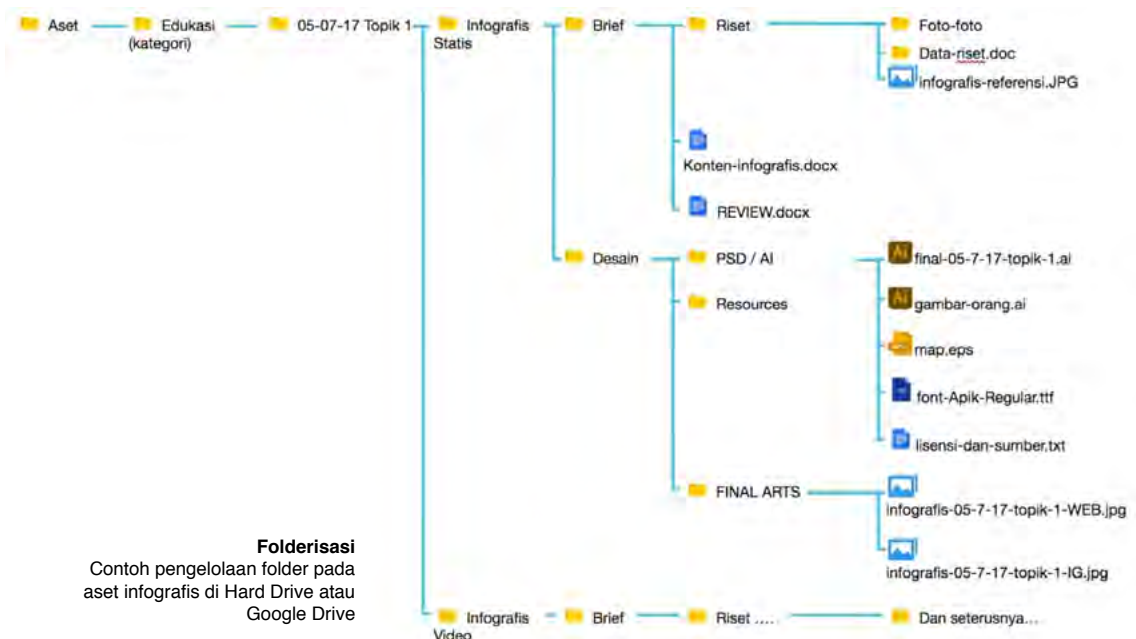 Aset
Edukasi
(kategori)
05-07-17 Topik 1
Infografis
Statis
Brief
Riset
Foto-foto
Data-riset.doc
infografis-referensi.JPG
Konten-infografis.docx
REVIEW.docx
Desain
PSD / AI
final-05-7-17-topik-1.ai
Ai
gambar-orang.ai
Ai
Resources
map.eps
font-Apik-Regular.ttf
lisensi-dan-sumber.txt
FINAL ARTS
infografis-05-7-17-topik-1-WEB.jpg
infografis-05-7-17-topik-1-IG.jpg
Folderisasi
Contoh pengelolaan folder pada
aset infografis di Hard Drive atau
Google Drive
Infografis
Video
Brief
Riset ....
Dan seterusnya...